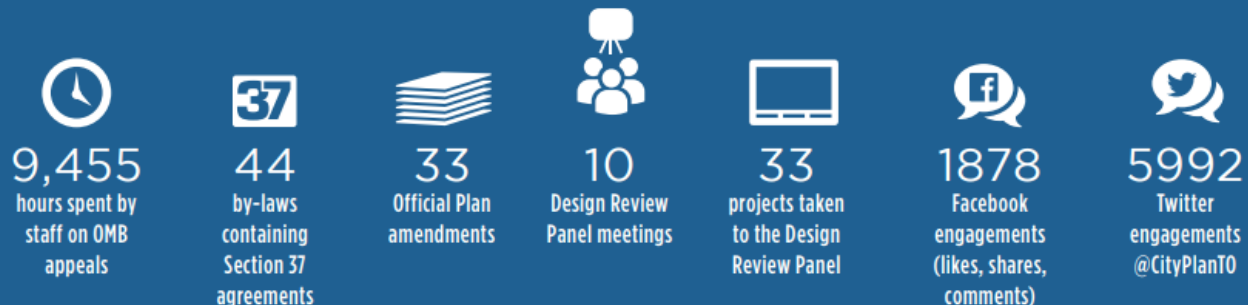 37
9,455
hours spent by
staff on OMB
appeals
44
by-laws
containing
Section 37
agreements
33
Official Plan
amendments
10
Design Review
Panel meetings
33
projects taken
to the Design
Review Panel
1878
Facebook
engagements
(likes, shares,
comments)
5992
Twitter
engagements
@CityPlanTO